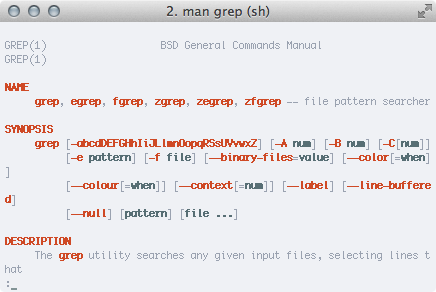 2. man grep (sh)
GREP(1) BSD General Commands Manual
GREP(1)
NAME
grep, egrep, fgrep, zgrep, zegrep, zfgrep -- file pattern searcher
SYNOPSIS
grep [-abcdDEFGHhIiJLlmnOopqRSsUVvwxZ] [-A num] [-B num] [-C[num]]
[-e pattern] [-f file] [--binary-files=value] [--color[=when]
]
[--colour[=when]] [--context[=num]] [--label] [--line-buffere
d]
[--null] [pattern] [file ...]
DESCRIPTION
The grep utility searches any given input files, selecting lines t
hat
: